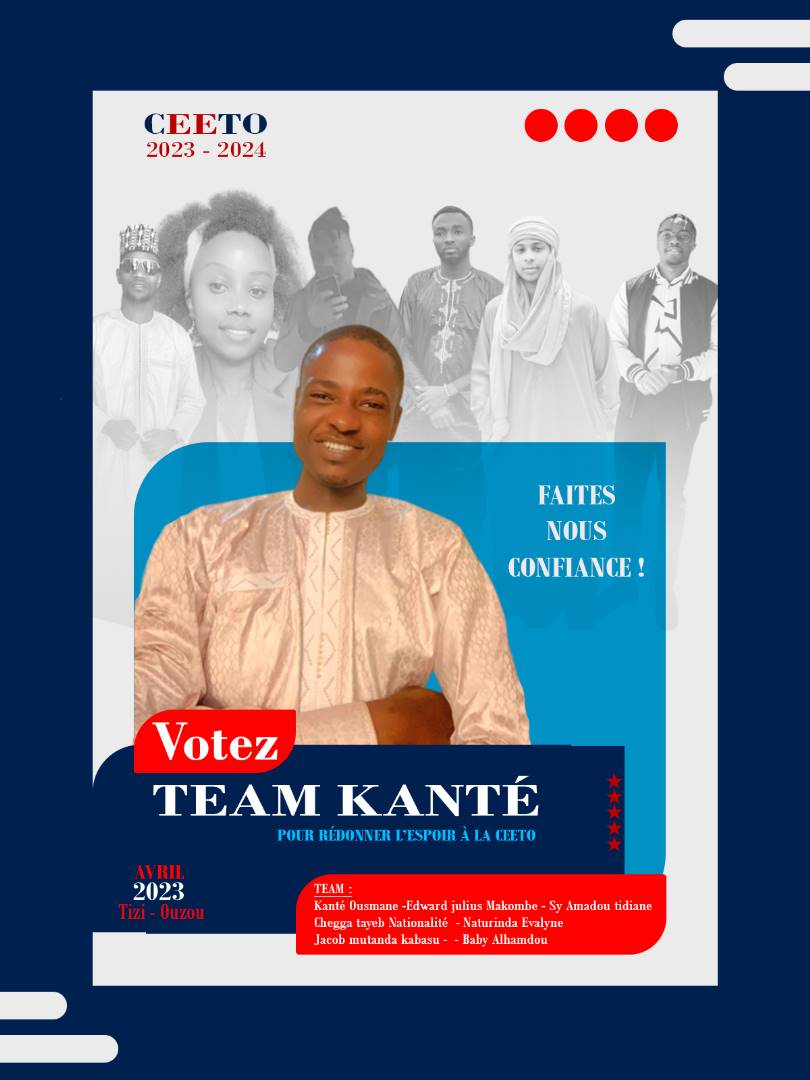 CEETO
2023 - 2024
FAITES
NOUS
CONFIANCE !
Votez
TEAM KANTÉ
POUR RÉDONNER L'ESPOIR À LA CEETO
AVRIL
2023
Tizi - Ouzou
TEAM :
Kanté Ousmane -Edward julius Makombe - Sy Amadou tidiane
Chegga tayeb Nationalité - Naturinda Evalyne
Jacob mutanda kabasu - - Baby Alhamdou